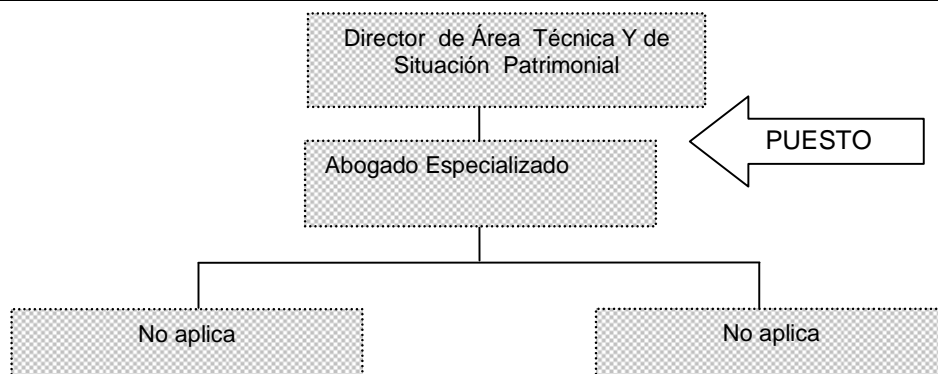 Director de Área Técnica Y de
Situación Patrimonial
PUESTO
Abogado Especializado
No aplica
No aplica